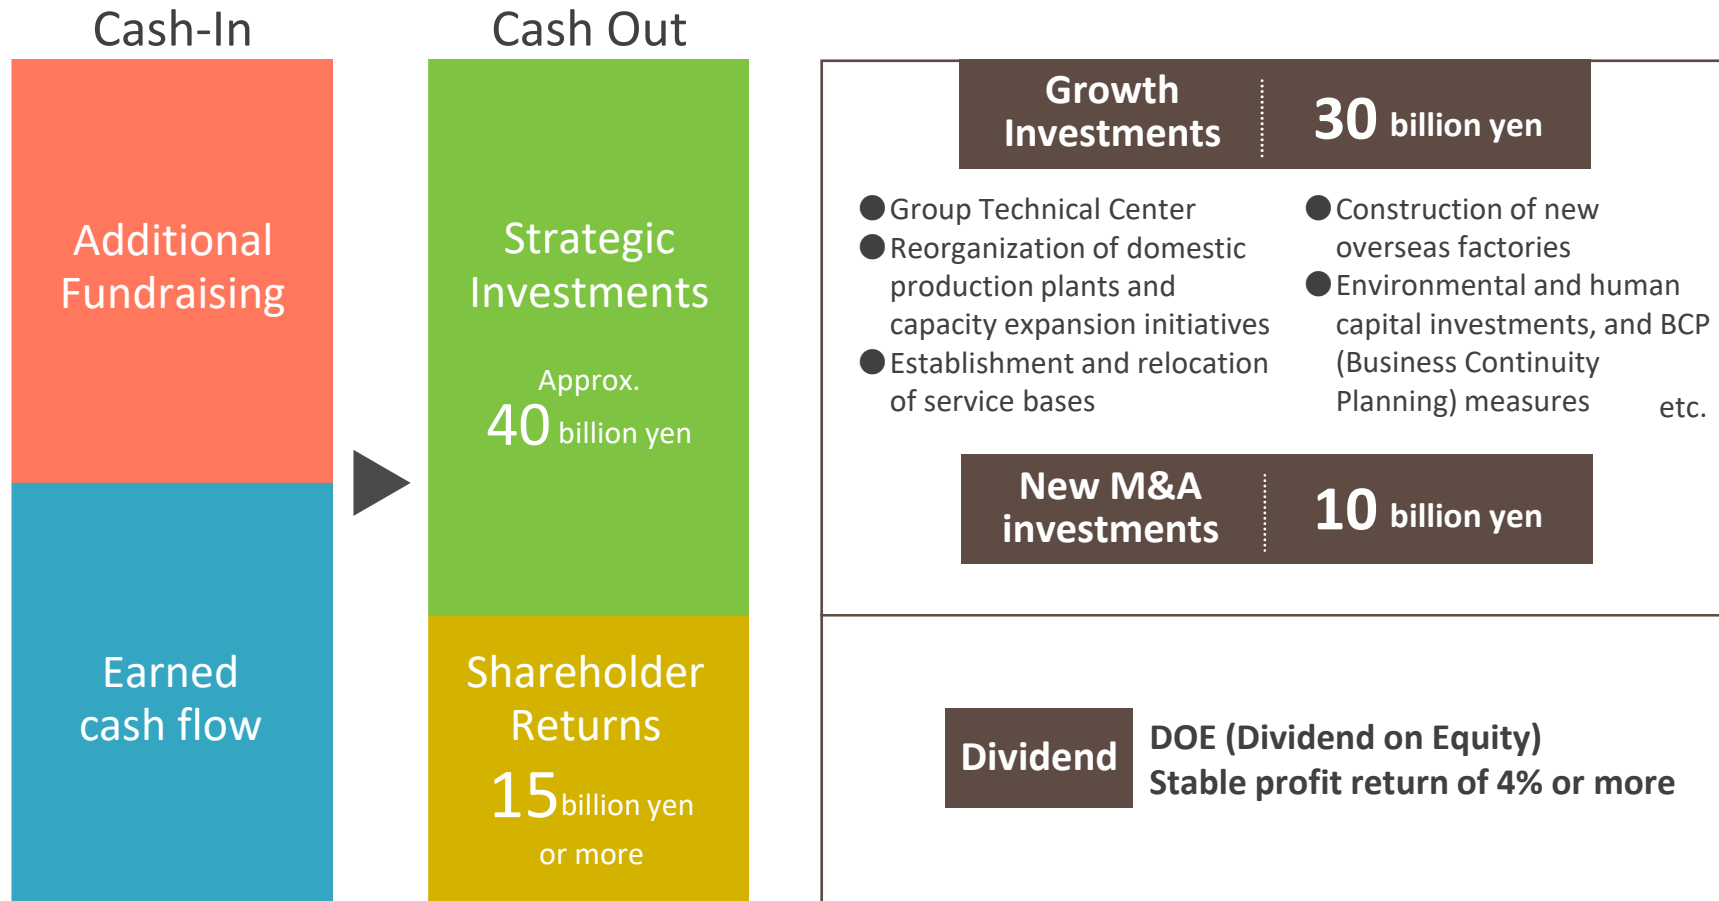 Cash-In
Additional
Fundraising
Earned
cash flow
Cash Out
Strategic
Investments
Approx.
40 billion yen
Shareholder
Returns
15 billion yen
or more
Growth
Investments
30 billion yen
●Group Technical Center
●Reorganization of domestic
production plants and
capacity expansion initiatives
●Establishment and relocation
of service bases
●Construction of new
overseas factories
●Environmental and human
capital investments, and BCP
(Business Continuity
Planning) measures
etc.
New M&A
investments
10 billion yen
Dividend
DOE (Dividend on Equity)
Stable profit return of 4% or more